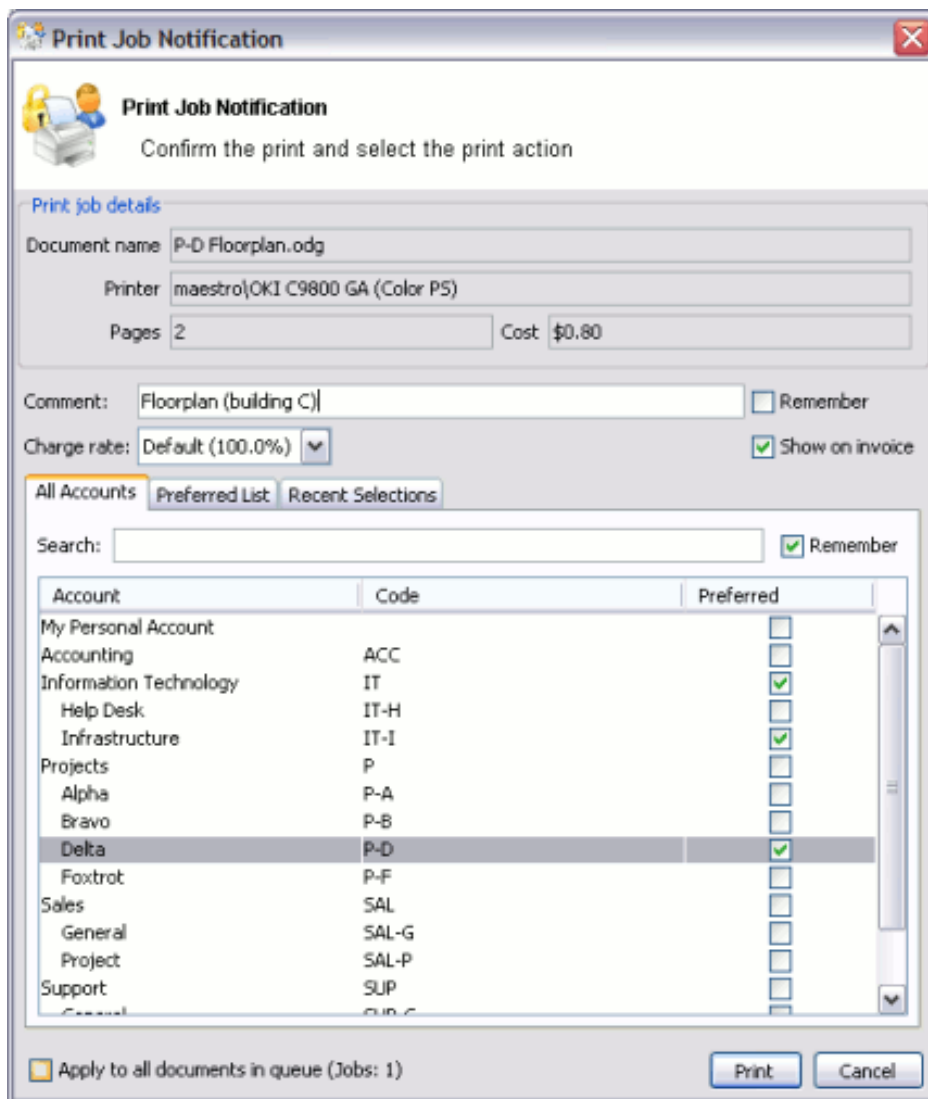 Print Job Notification
Print Job Notification
Confirm the print and select the print action
Print job details
Document name P-D Floorplan.odg
Printer maestro\OKI C9800 GA (Color PS)
Pages 2 Cost $0.80
Comment: Floorplan (building C) Remember
Charge rate: Default (100.0%) Show on invoice
All Accounts Preferred List Recent Selections
Search: Remember
Account Code Preferred
My Personal Account
Accounting ACC
Information Technology IT
Help Desk IT-H
Infrastructure IT-I
Projects P
Alpha P-A
Bravo P-B
Delta P-D
Foxtrot P-F
Sales SAL
General SAL-G
Project SAL-P
Support SUP
General SUP-G
Apply to all documents in queue (Jobs: 1) Print Cancel